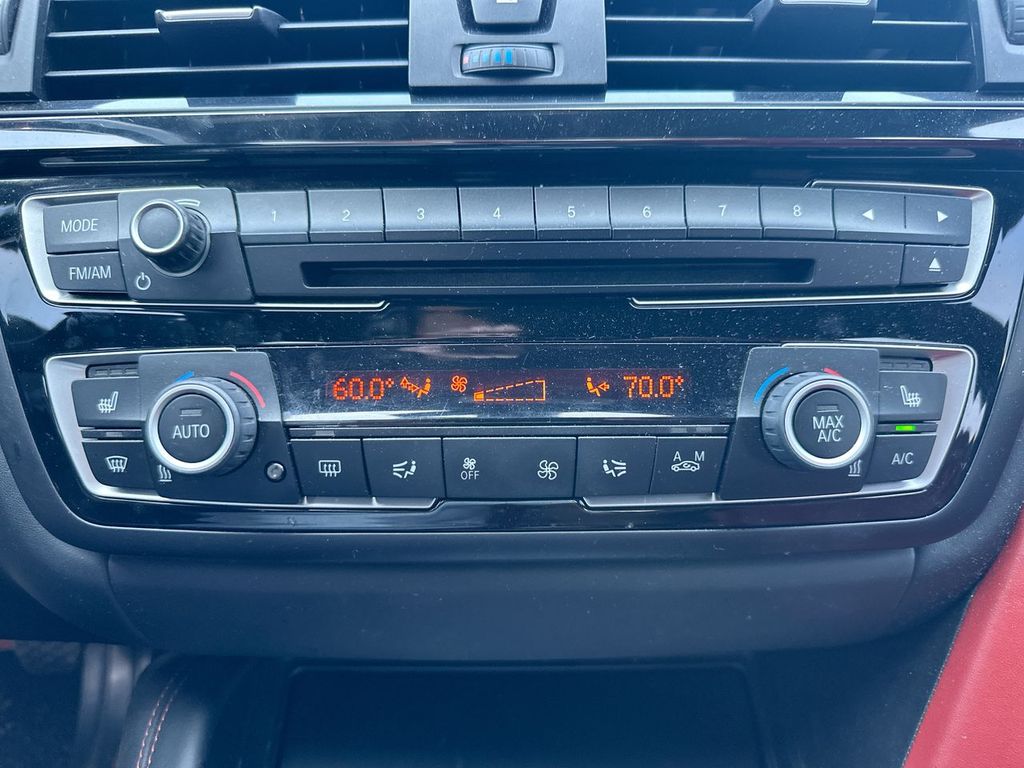 MODE 1 2 3 4 5 6 7 8
FM/AM
60.0° 70.0°
AUTO MAX
A/C
OFF A M A/C